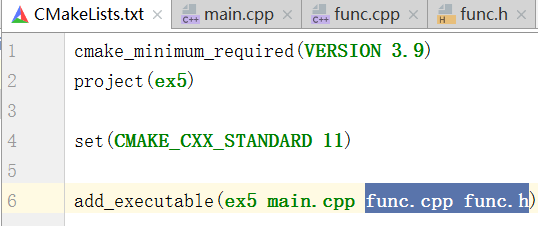 CMakeLists.txt main.cpp func.cpp func.h
1 cmake_minimum_required(VERSION 3.9)
2 project(ex5)
3
4 set(CMAKE_CXX_STANDARD 11)
5
6 add_executable(ex5 main.cpp func.cpp func.h)